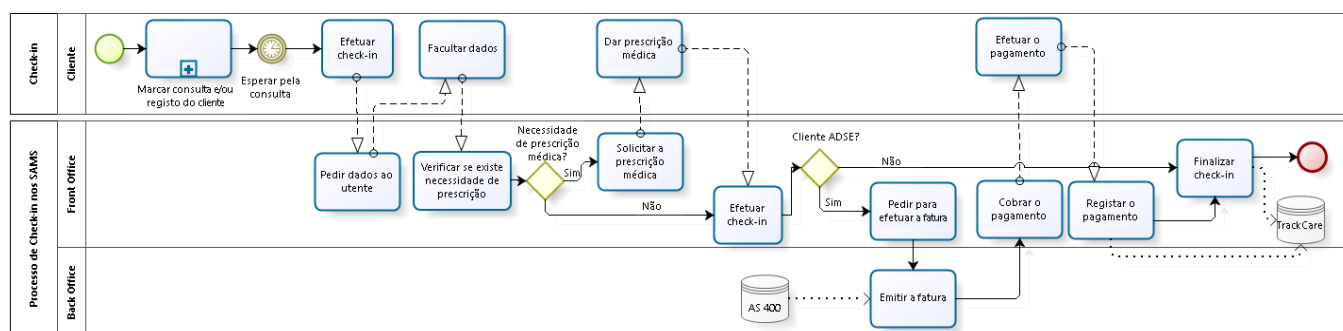 Check-in
Cliente
Marcar consulta e/ou
registo do cliente
Esperar pela
consulta
Efetuar
check-in
Facultar dados
Dar prescrição
médica
Efetuar o
pagamento
Processo de Check-in nos SAMS
Front Office
Pedir dados ao
utente
Verificar se existe
necessidade de
prescrição
Necessidade
de prescrição
médica?
Sim
Não
Solicitar a
prescrição
médica
Efetuar
check-in
Cliente ADSE?
Não
Sim
Pedir para
efetuar a fatura
Cobrar o
pagamento
Registar o
pagamento
Finalizar
check-in
TrackCare
Back Office
AS 400
Emitir a fatura